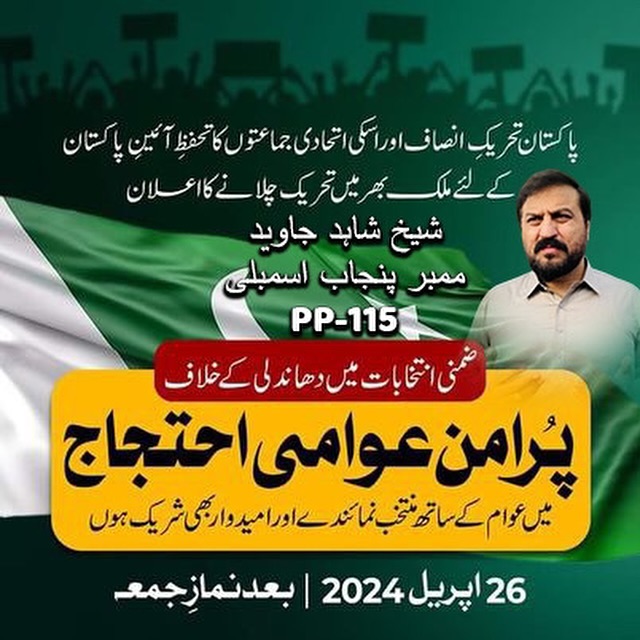 پاکستان تحریکِ انصاف اور اسکی اتحادی جماعتوں کا تحفظِ آئینِ پاکستان
کے لئے ملک بھر میں تحریک چلانے کا اعلان
شیخ شاہد جاوید
ممبر پنجاب اسمبلی
PP-115
ضمنی انتخابات میں دھاندلی کے خلاف
پُرامن عوامی احتجاج
میں عوام کے ساتھ منتخب نمائندے اور امیدوار بھی شریک ہوں
26 اپریل 2024 | بعد نمازِ جمعہ